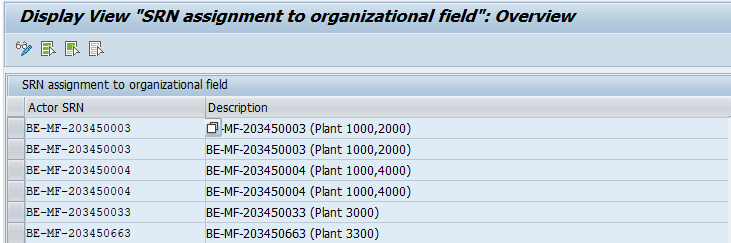 Display View "SRN assignment to organizational field": Overview
SRN assignment to organizational field
Actor SRN Description
BE-MF-203450003 -MF-203450003 (Plant 1000,2000)
BE-MF-203450003 BE-MF-203450003 (Plant 1000,2000)
BE-MF-203450004 BE-MF-203450004 (Plant 1000,4000)
BE-MF-203450004 BE-MF-203450004 (Plant 1000,4000)
BE-MF-203450033 BE-MF-203450033 (Plant 3000)
BE-MF-203450663 BE-MF-203450663 (Plant 3300)